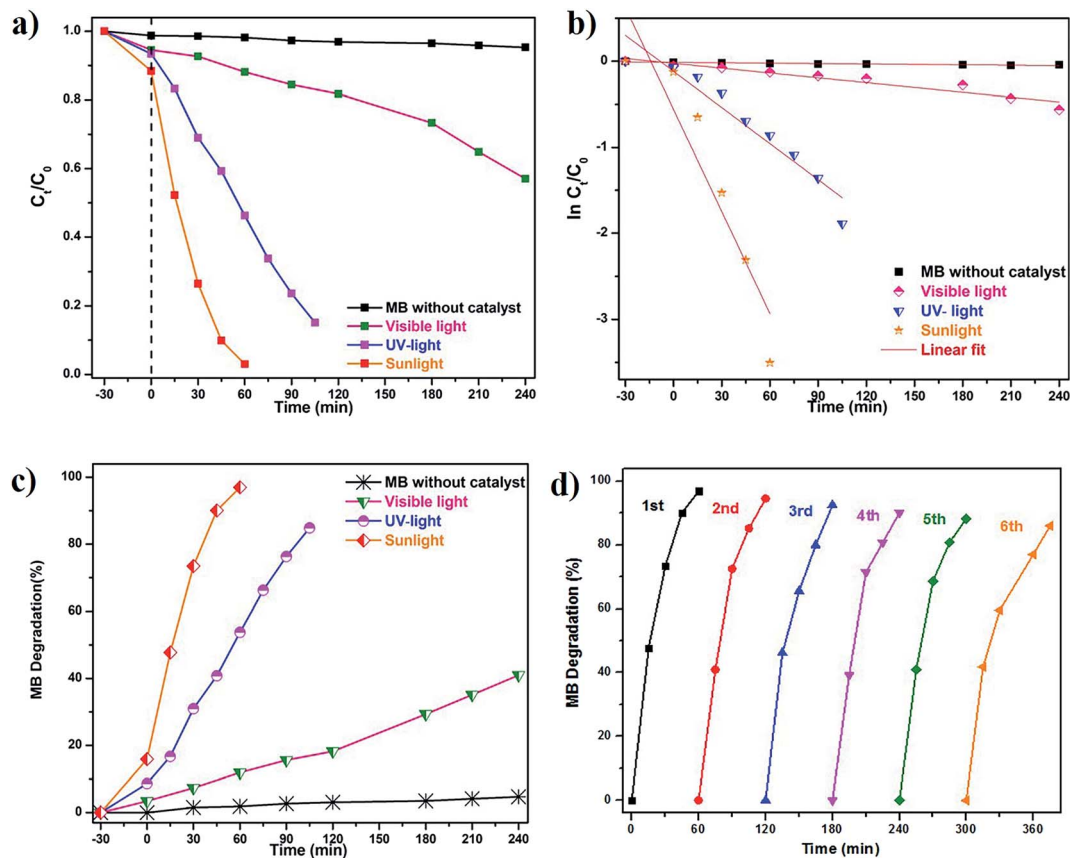 a)
1.0
0.8
0.6
0.4
0.2
0.0
Ct/C0
-30 0 30 60 90 120 150 180 210 240
Time (min)
MB without catalyst
Visible light
UV-light
Sunlight
b)
0
-1
-2
-3
ln Ct/C0
-30 0 30 60 90 120 150 180 210 240
Time (min)
MB without catalyst
Visible light
UV- light
Sunlight
Linear fit
c)
100
80
60
40
20
0
MB Degradation(%)
-30 0 30 60 90 120 150 180 210 240
Time (min)
MB without catalyst
Visible light
UV-light
Sunlight
d)
100
80
60
40
20
0
MB Degradation (%)
1st 2nd 3rd 4th 5th 6th
0 60 120 180 240 300 360
Time (min)